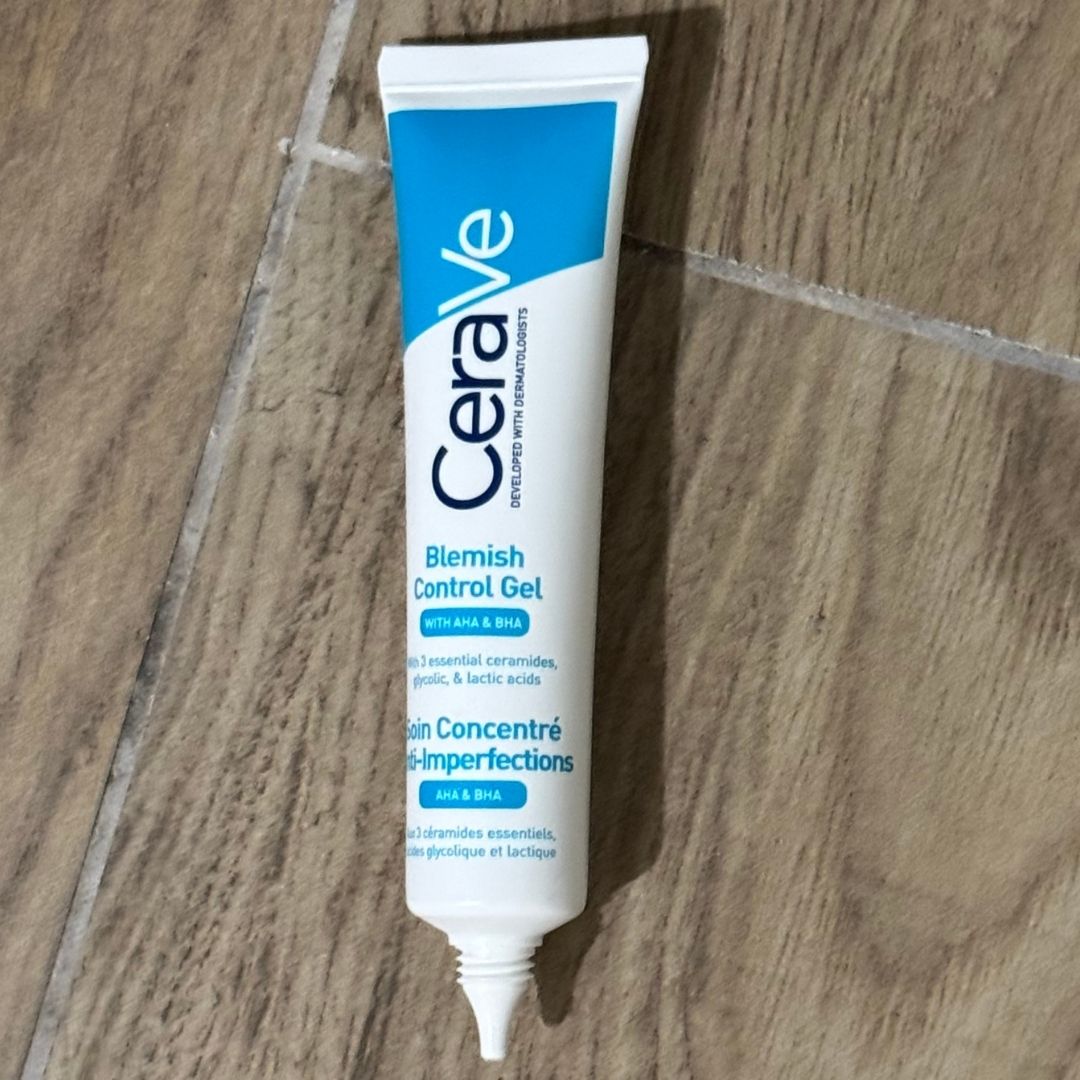 CeraVe
DEVELOPED WITH DERMATOLOGISTS
Blemish
Control Gel
WITH AHA & BHA
3 essential ceramides,
glycolic, & lactic acids
Soin Concentré
ti-Imperfections
AHA & BHA
3 céramides essentiels,
glycolique et lactique